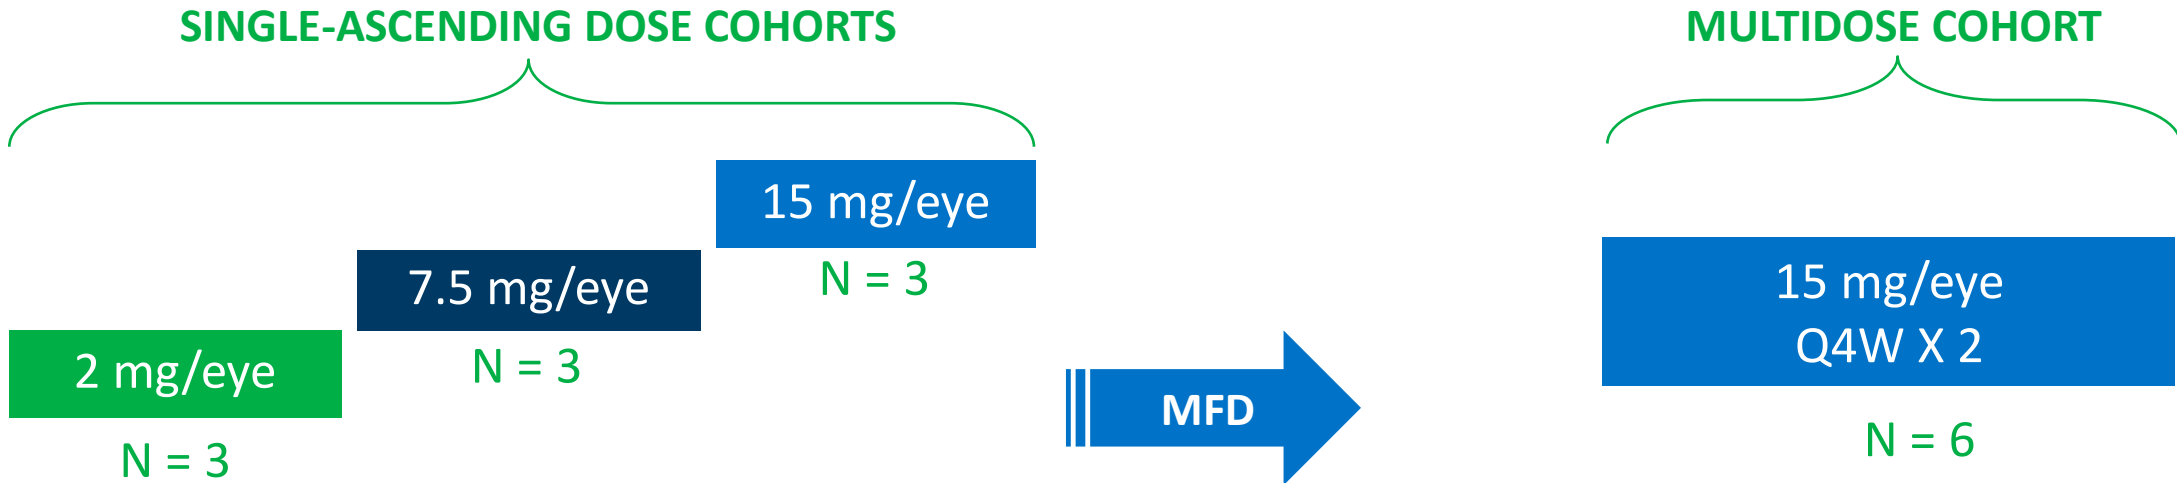 SINGLE-ASCENDING DOSE COHORTS
2 mg/eye
N = 3
7.5 mg/eye
N = 3
15 mg/eye
N = 3
MFD
MULTIDOSE COHORT
15 mg/eye
Q4W X 2
N = 6